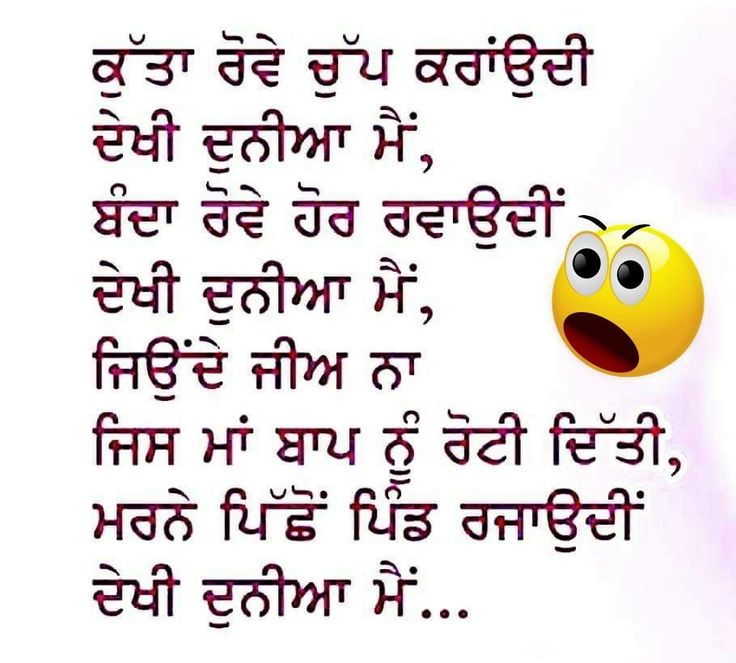 ਕੁੱਤਾ ਰੋਵੇ ਚੁੱਪ ਕਰਾਂਉਦੀ
ਦੇਖੀ ਦੁਨੀਆ ਮੈਂ,
ਬੰਦਾ ਰੋਵੇ ਹੋਰ ਰਵਾਉਦੀਂ
ਦੇਖੀ ਦੁਨੀਆ ਮੈਂ,
ਜਿਉਂਦੇ ਜੀਅ ਨਾ
ਜਿਸ ਮਾਂ ਬਾਪ ਨੂੰ ਰੋਟੀ ਦਿੱਤੀ,
ਮਰਨੇ ਪਿੱਛੋਂ ਪਿੰਡ ਰਜਾਉਦੀਂ
ਦੇਖੀ ਦੁਨੀਆ ਮੈਂ...